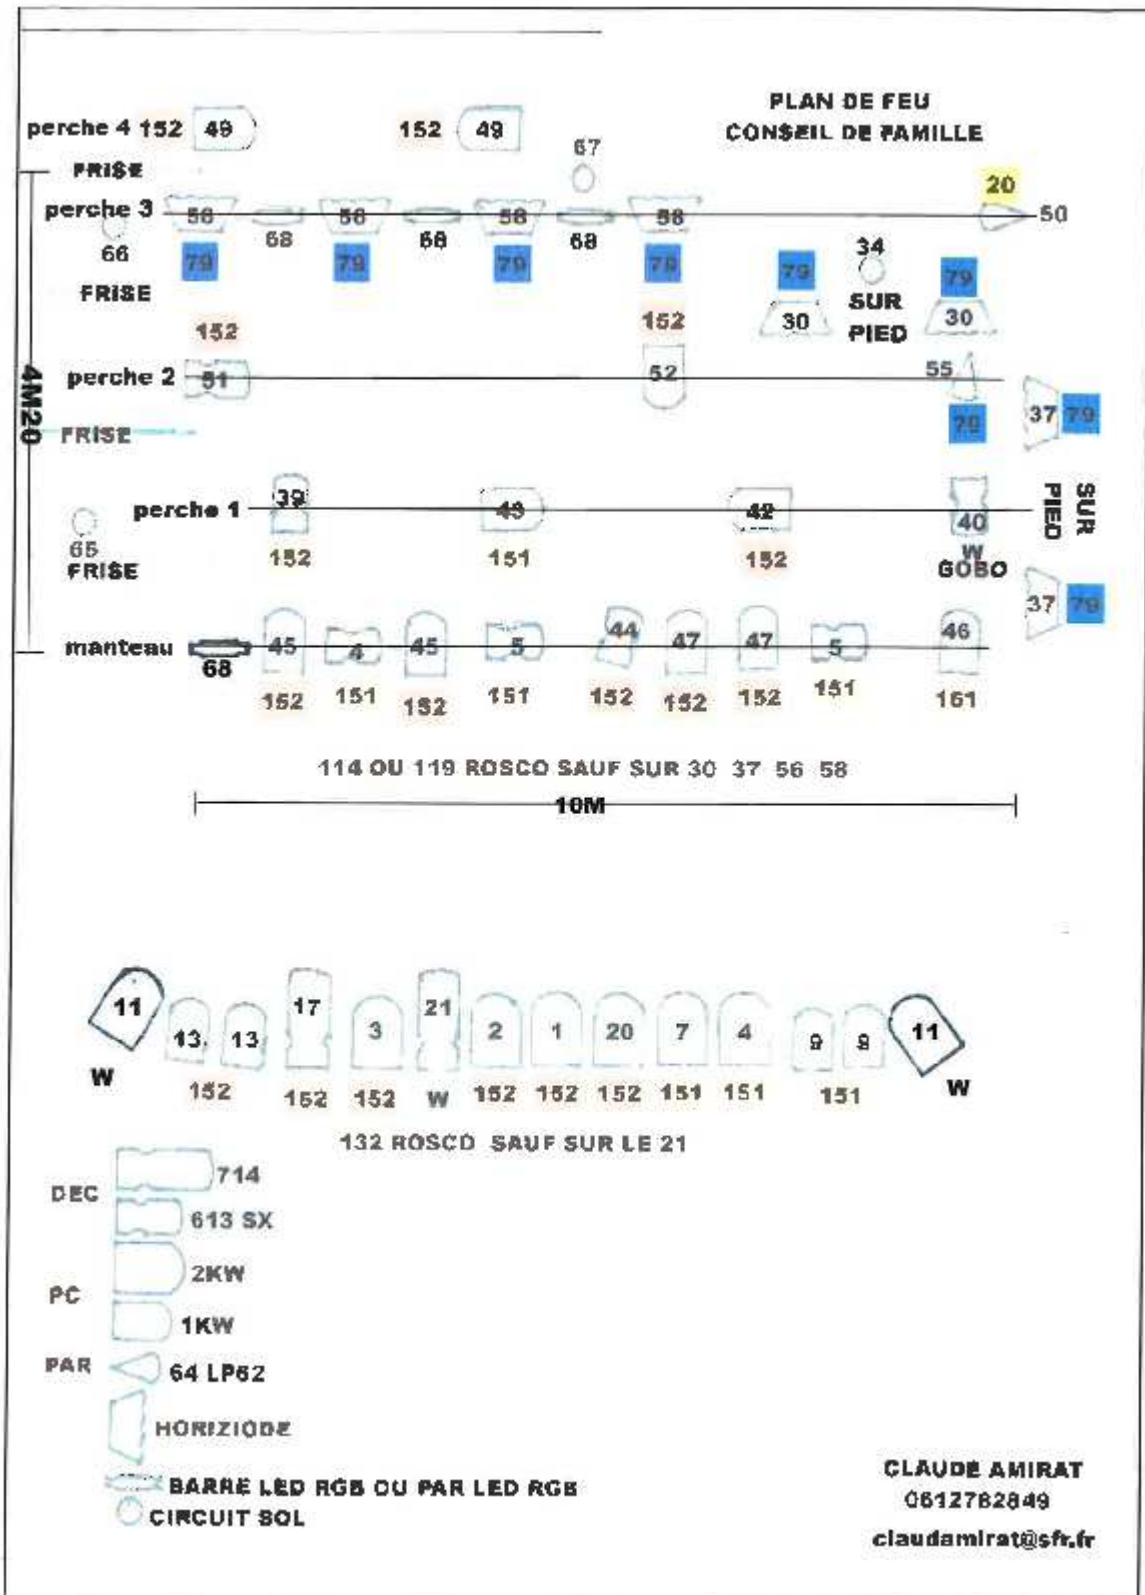 PLAN DE FEU
CONSEIL DE FAMILLE
perche 4 152 49 152 49
67
FRISE
20
perche 3 58 58 58 58 50
66 68 68 68 34
79 79 79 79 79 79
FRISE
SUR
PIED
30 30
152 152
perche 2 51 52 55
79
37 79
4M20
FRISE
39
perche 1 43 42 40
SUR
PIED
65
152 151 152 W
FRISE
GOBO
37 79
manteau 45 4 45 5 44 47 47 5 46
68
152 151 152 151 152 152 152 151 151
114 OU 119 ROSCO SAUF SUR 30 37 56 58
10M
11 13 13 17 3 21 2 1 20 7 4 9 9 11
W 152 152 152 W 152 152 152 151 151 151 W
132 ROSCO SAUF SUR LE 21
714
DEC
613 SX
2KW
PC
1KW
PAR
64 LP62
HORIZIODE
BARRE LED RGB OU PAR LED RGB
CIRCUIT SOL
CLAUDE AMIRAT
0612782849
claudamirat@sfr.fr